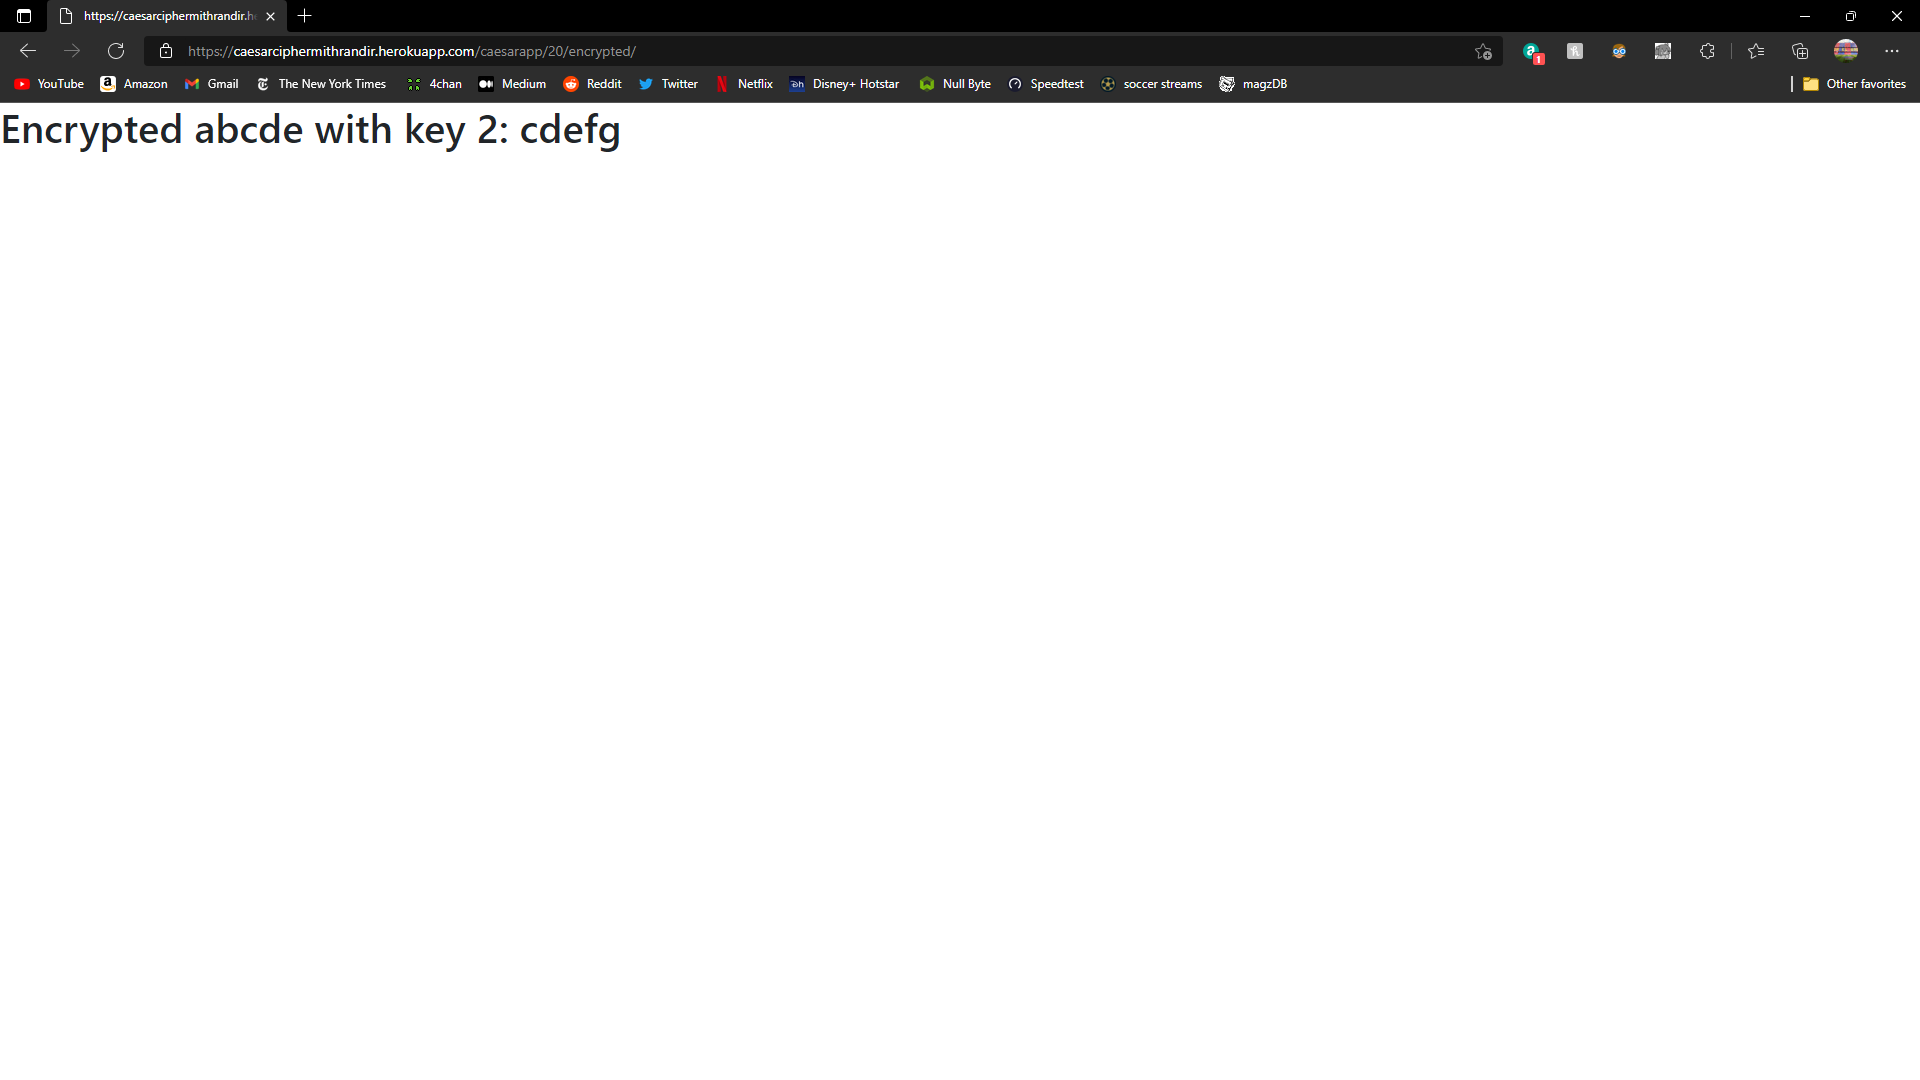 https://caesarciphermithrandir.h
https://caesarciphermithrandir.herokuapp.com/caesarapp/20/encrypted/
1
YouTube Amazon Gmail The New York Times 4chan Medium Reddit Twitter Netflix Disney+ Hotstar Null Byte Speedtest soccer streams magzDB Other favorites
Encrypted abcde with key 2: cdefg